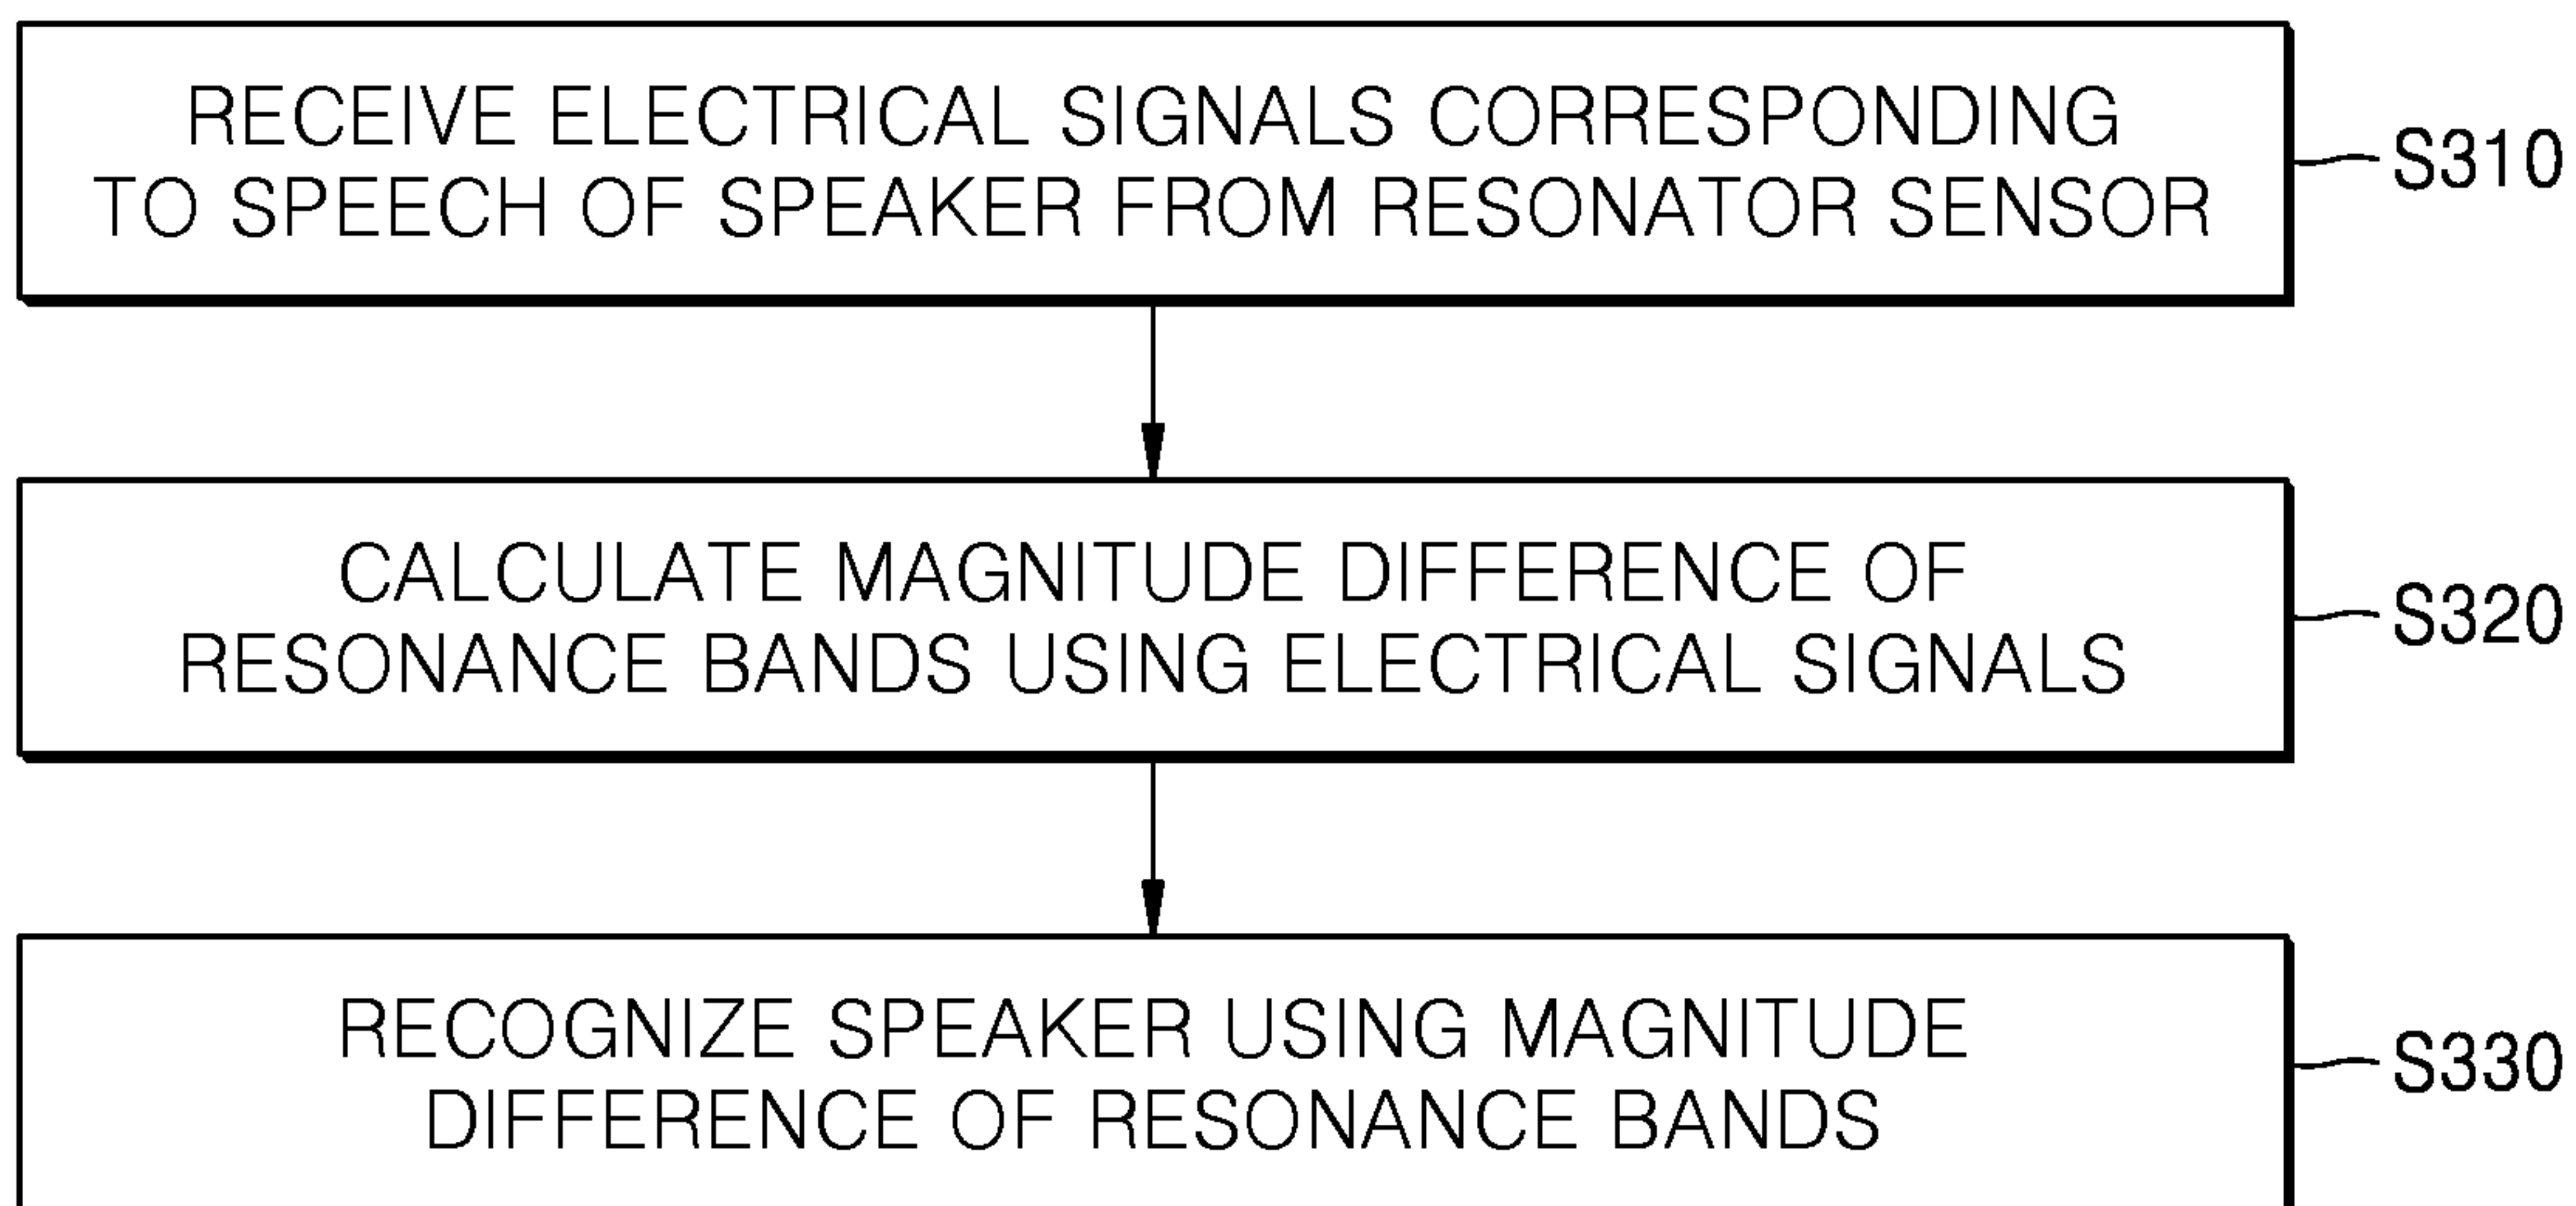 RECEIVE ELECTRICAL SIGNALS CORRESPONDING
TO SPEECH OF SPEAKER FROM RESONATOR SENSOR
S310
CALCULATE MAGNITUDE DIFFERENCE OF
RESONANCE BANDS USING ELECTRICAL SIGNALS
S320
RECOGNIZE SPEAKER USING MAGNITUDE
DIFFERENCE OF RESONANCE BANDS
S330